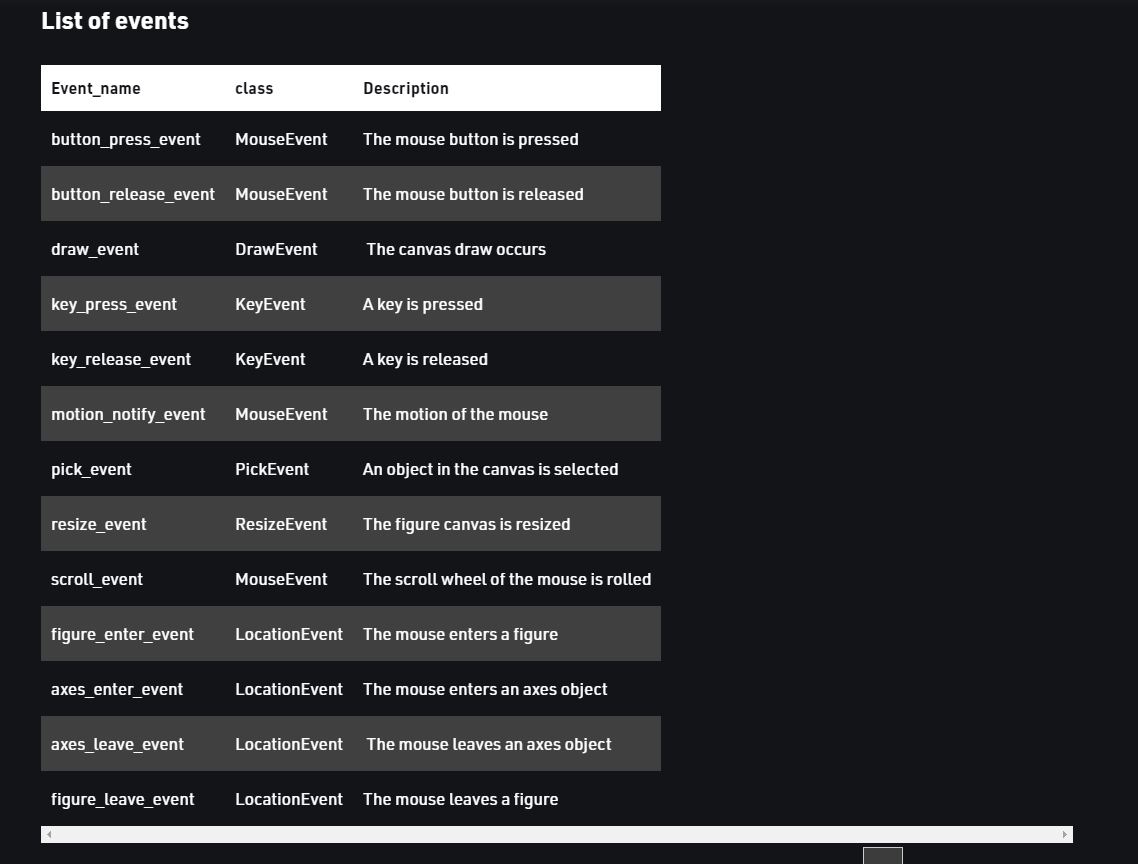 List of events
Event_name class Description
button_press_event MouseEvent The mouse button is pressed
button_release_event MouseEvent The mouse button is released
draw_event DrawEvent The canvas draw occurs
key_press_event KeyEvent A key is pressed
key_release_event KeyEvent A key is released
motion_notify_event MouseEvent The motion of the mouse
pick_event PickEvent An object in the canvas is selected
resize_event ResizeEvent The figure canvas is resized
scroll_event MouseEvent The scroll wheel of the mouse is rolled
figure_enter_event LocationEvent The mouse enters a figure
axes_enter_event LocationEvent The mouse enters an axes object
axes_leave_event LocationEvent The mouse leaves an axes object
figure_leave_event LocationEvent The mouse leaves a figure